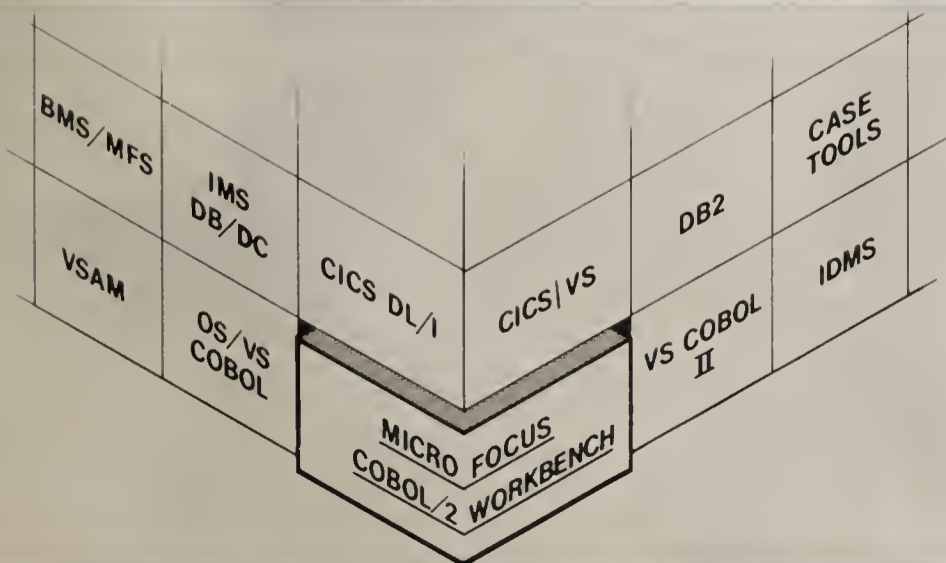 BMS/MFS
IMS
DB/DC
CICS DL/I
CICS/VS
DB2
CASE
TOOLS
VSAM
OS/VS
COBOL
VS COBOL
II
IDMS
MICRO FOCUS
COBOL/2 WORKBENCH